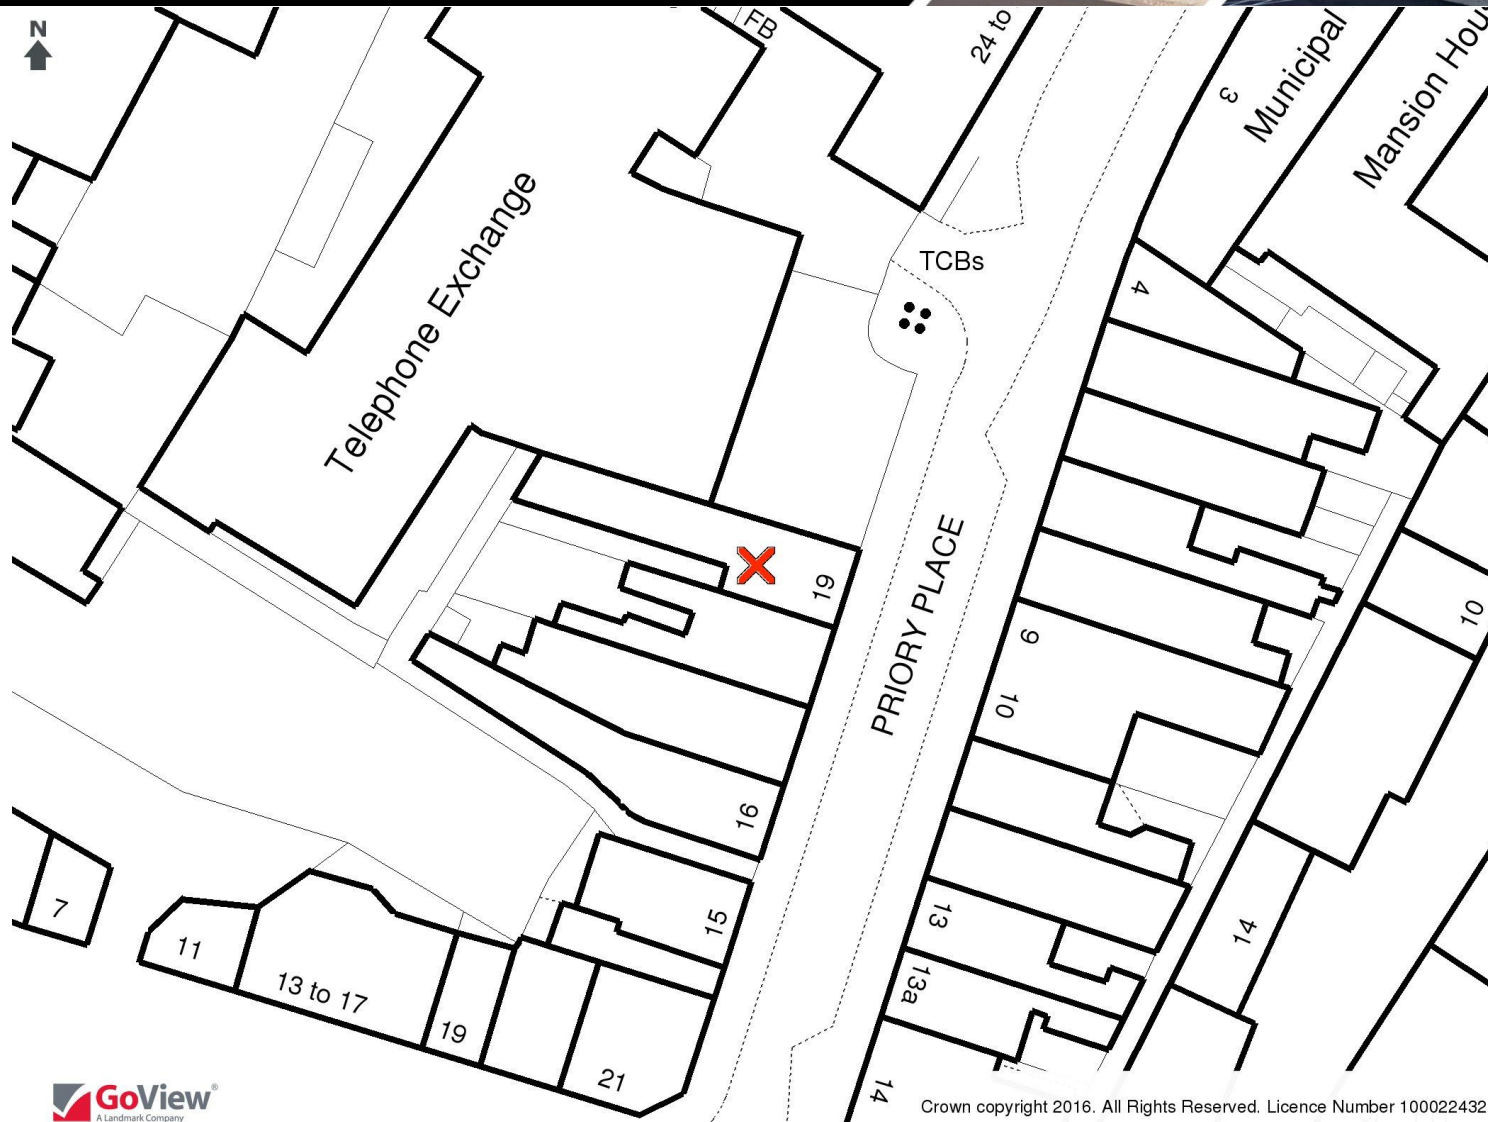 N
FB
24 to
3
Municipal
Mansion Hou
Telephone Exchange
TCBs
4
PRIORY PLACE
19
9
10
10
16
15
13
13a
14
14
7
11
13 to 17
19
21
GoView®
A Landmark Company
Crown copyright 2016. All Rights Reserved. Licence Number 100022432